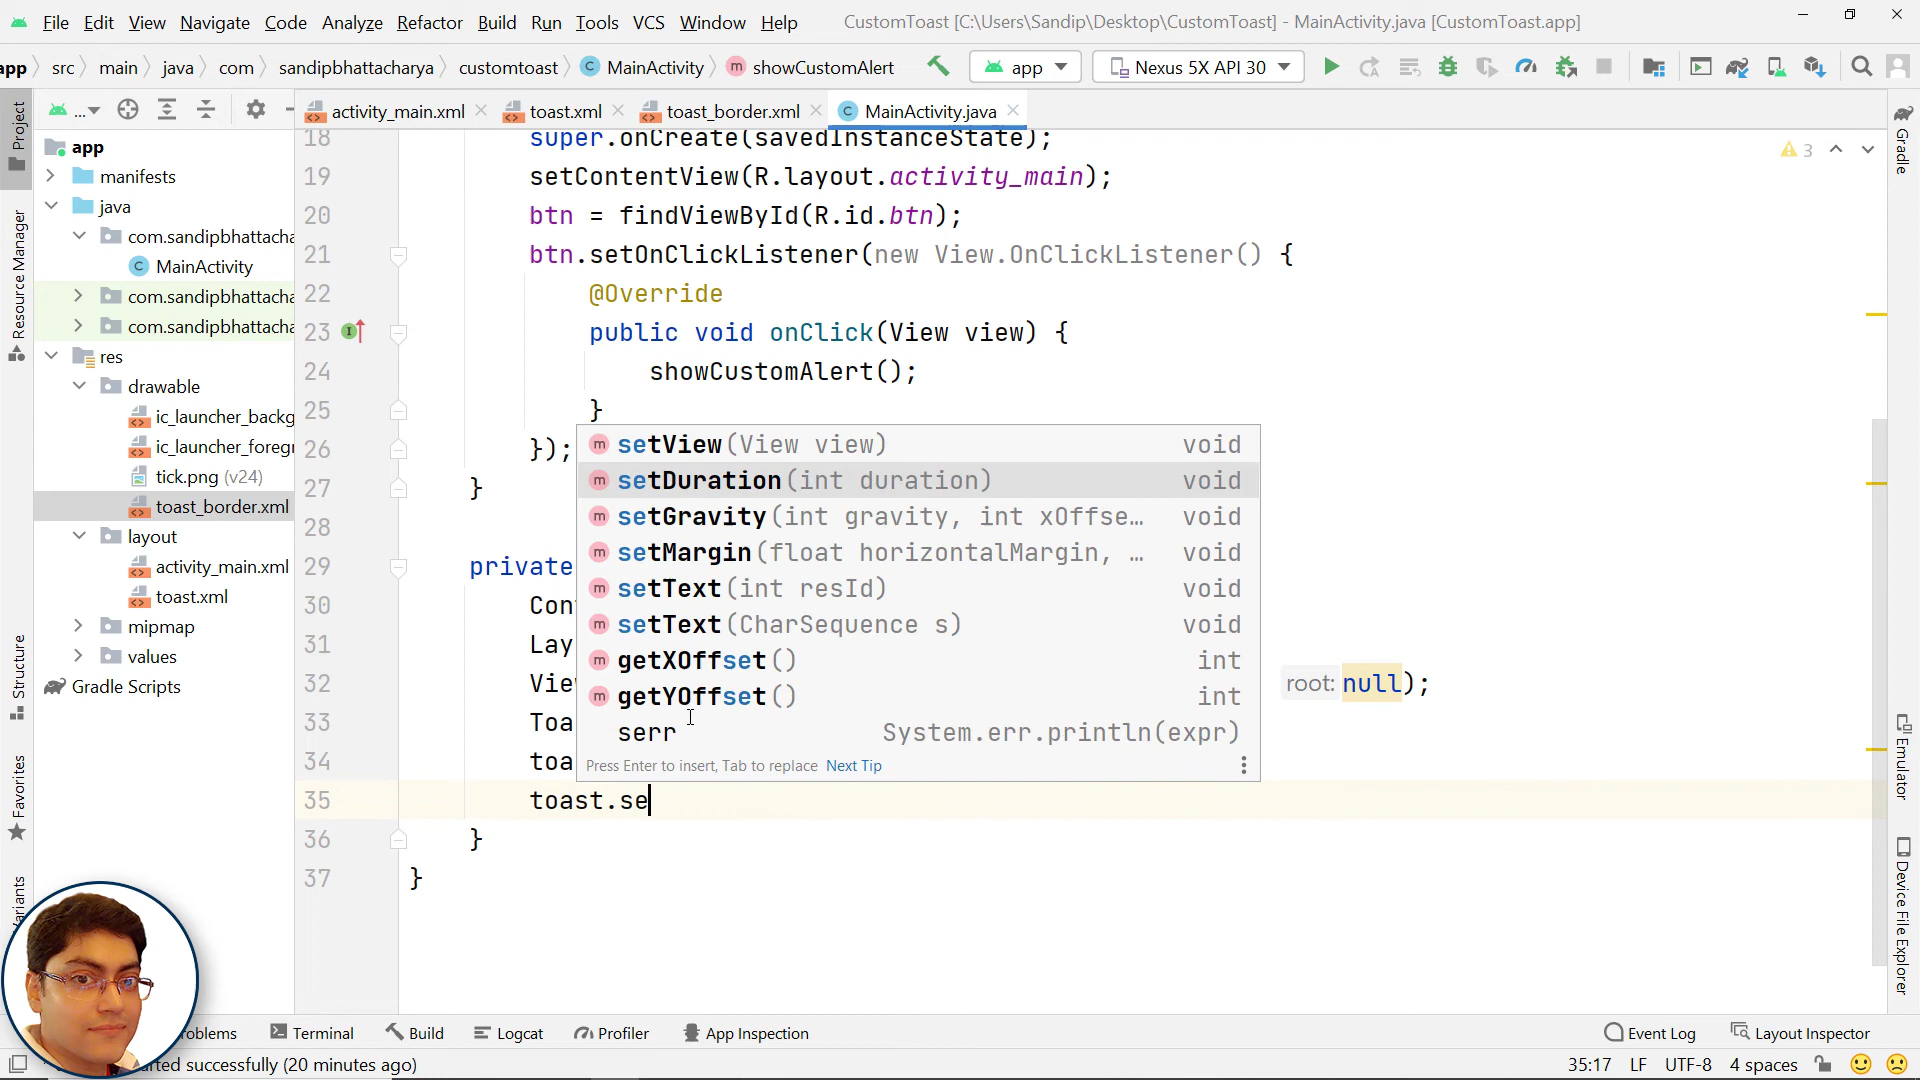 File Edit View Navigate Code Analyze Refactor Build Run Tools VCS Window Help CustomToast [C:\Users\Sandip\Desktop\CustomToast] - MainActivity.java [CustomToast.app]
app src main java com sandipbhattacharya customtoast MainActivity showCustomAlert app Nexus 5X API 30
... activity_main.xml toast.xml toast_border.xml MainActivity.java
Project
Resource Manager
Structure
Favorites
app
manifests
java
com.sandipbhattacha
MainActivity
com.sandipbhattacha
com.sandipbhattacha
res
drawable
ic_launcher_backg
ic_launcher_foregr
tick.png (v24)
toast_border.xml
layout
activity_main.xml
toast.xml
mipmap
values
Gradle Scripts
3
18 super.onCreate(savedInstanceState);
19 setContentView(R.layout.activity_main);
20 btn = findViewById(R.id.btn);
21 btn.setOnClickListener(new View.OnClickListener() {
22 @Override
23 public void onClick(View view) {
24 showCustomAlert();
25 }
26 });
27 }
28
29 private
30 Con
31 Lay
32 Vie root: null);
33 Toa
34 toa
35 toast.se
36 }
37 }
setView(View view) void
setDuration(int duration) void
setGravity(int gravity, int xOffse… void
setMargin(float horizontalMargin, … void
setText(int resId) void
setText(CharSequence s) void
getXOffset() int
getYOffset() int
serr System.err.println(expr)
Press Enter to insert, Tab to replace Next Tip
Gradle
Emulator
Device File Explorer
Terminal Build Logcat Profiler App Inspection Event Log Layout Inspector
successfully (20 minutes ago) 35:17 LF UTF-8 4 spaces